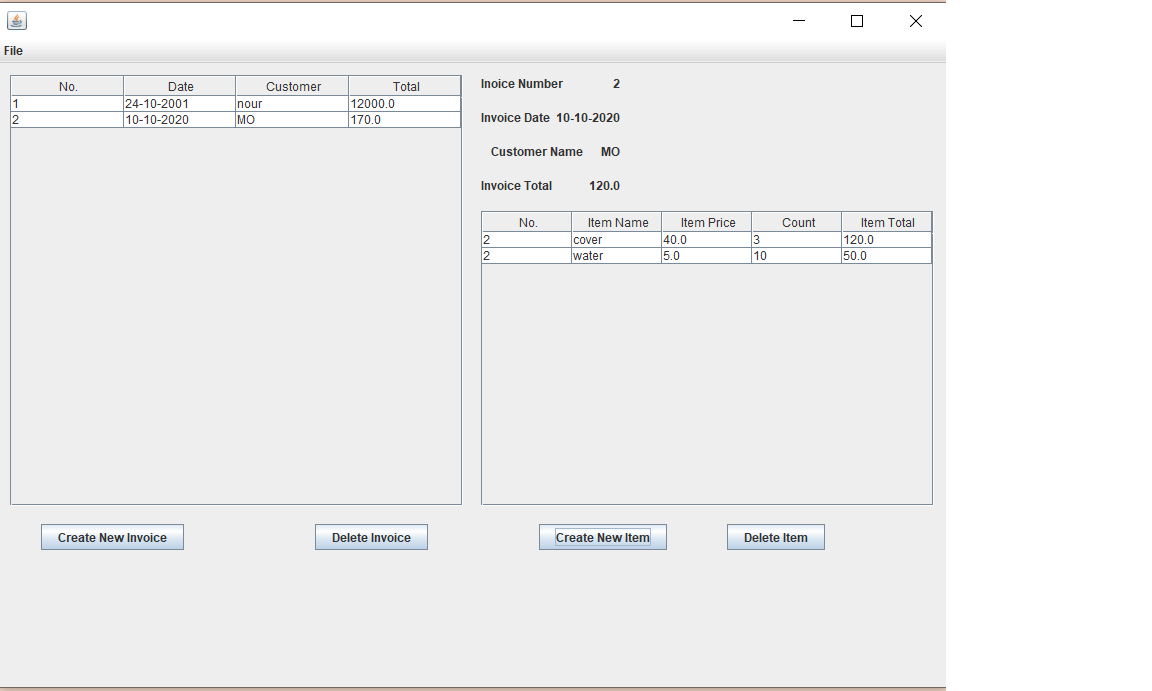 File
No. Date Customer Total
1 24-10-2001 nour 12000.0
2 10-10-2020 MO 170.0
Inoice Number 2
Invoice Date 10-10-2020
Customer Name MO
Invoice Total 120.0
No. Item Name Item Price Count Item Total
2 cover 40.0 3 120.0
2 water 5.0 10 50.0
Create New Invoice Delete Invoice Create New Item Delete Item